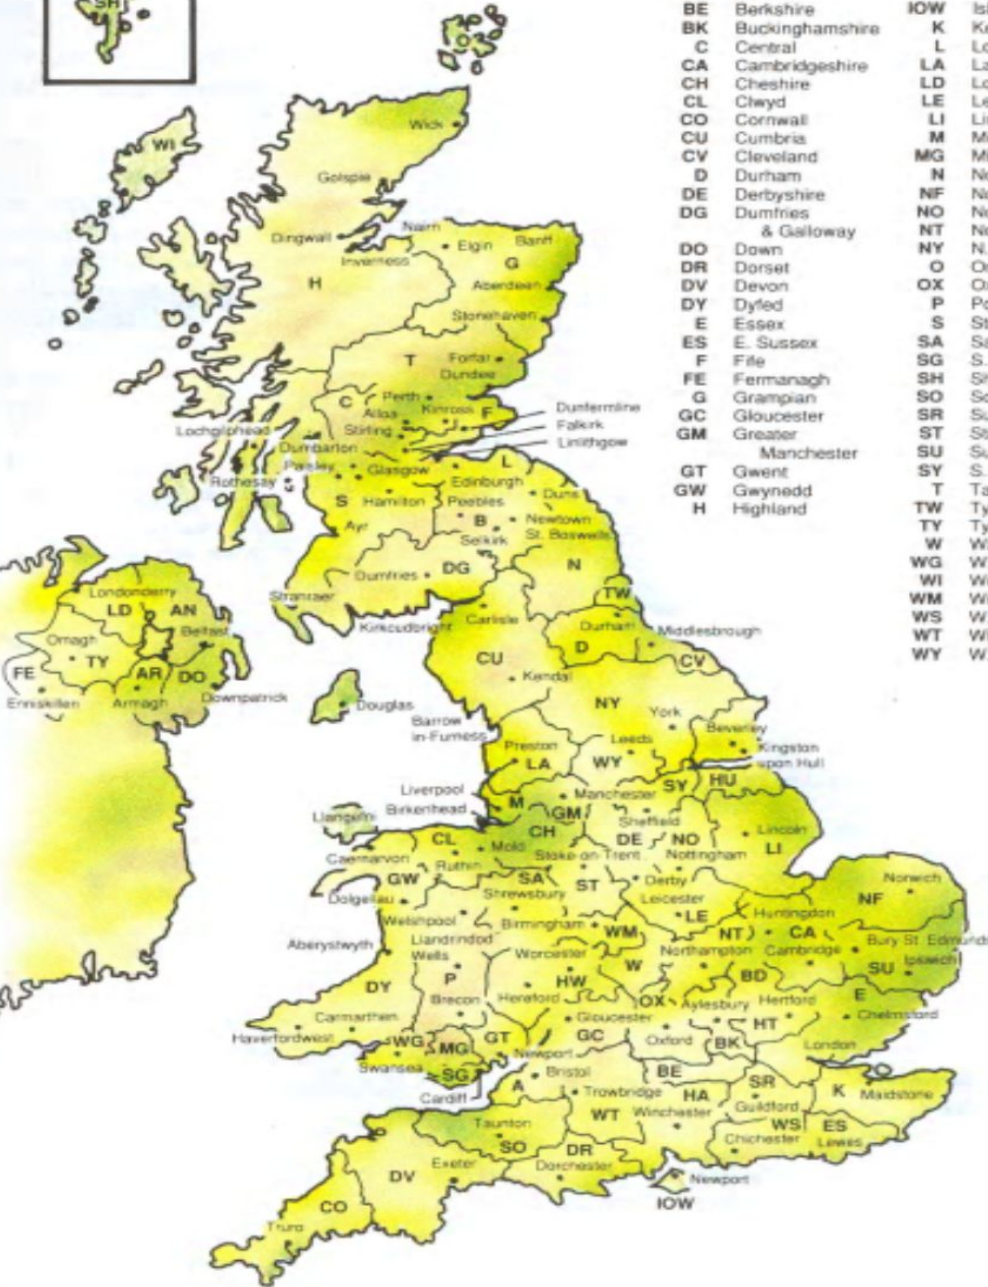 SH
BE Berkshire IOW
BK Buckinghamshire K
C Central L
CA Cambridgeshire LA
CH Cheshire LD
CL Clwyd LE
CO Cornwall LI
CU Cumbria M
CV Cleveland MG
D Durham N
DE Derbyshire NF
DG Dumfries NO
& Galloway NT
DO Down NY N.
DR Dorset O
DV Devon OX
DY Dyfed P
E Essex S
ES E. Sussex SA
F Fife SG S.
FE Fermanagh SH
G Grampian SO
GC Gloucester SR
GM Greater ST
Manchester SU
GT Gwent SY S.
GW Gwynedd T
H Highland TW
TY
W
WG
WI
WM
WS
WT
WY
O
Wick
WI
Golspie
Nairn
Dingwall
Elgin
Banff
Inverness
G
H
Aberdeen
Stonehaven
T
Forfar
Dundee
C
Perth
Alloa
Kinross
F
Dunfermline
Stirling
Falkirk
Lochgilphead
Linlithgow
Dumbarton
Paisley
Glasgow
L
Rothesay
Edinburgh
S
Hamilton
Peebles
Duns
Ayr
B
Newtown
St. Boswells
Selkirk
Dumfries
DG
N
Stranraer
TW
Londonderry
LD
AN
Kirkcudbright
Carlisle
Durham
Middlesbrough
Omagh
Belfast
D
TY
CU
CV
FE
AR
DO
Kendal
Enniskillen
Armagh
Downpatrick
Douglas
NY
York
Barrow
in-Furness
Beverley
Preston
Leeds
Kingston
upon Hull
LA
WY
SY
HU
Liverpool
Manchester
Birkenhead
M
GM
Llangefni
Sheffield
CH
Lincoln
CL
Mold
DE
NO
LI
Caernarvon
Ruthin
Stoke-on-Trent
Nottingham
GW
SA
ST
Derby
Norwich
Dolgellau
Shrewsbury
Leicester
NF
Welshpool
LE
Huntingdon
Birmingham
WM
NT
CA
Aberystwyth
Llandrindod
Wells
Worcester
Northampton
Cambridge
Bury St. Edmunds
Ipswich
W
SU
P
HW
BD
DY
Brecon
Hereford
OX
Aylesbury
Hertford
E
Carmarthen
Gloucester
HT
Chelmsford
Haverfordwest
WG
MG
GT
GC
Oxford
BK
London
Newport
Swansea
SG
Bristol
BE
Cardiff
A
Trowbridge
HA
SR
K
Maidstone
WT
Winchester
Guildford
Taunton
WS
ES
SO
DR
Chichester
Lewes
Exeter
Dorchester
DV
Newport
IOW
CO
Truro